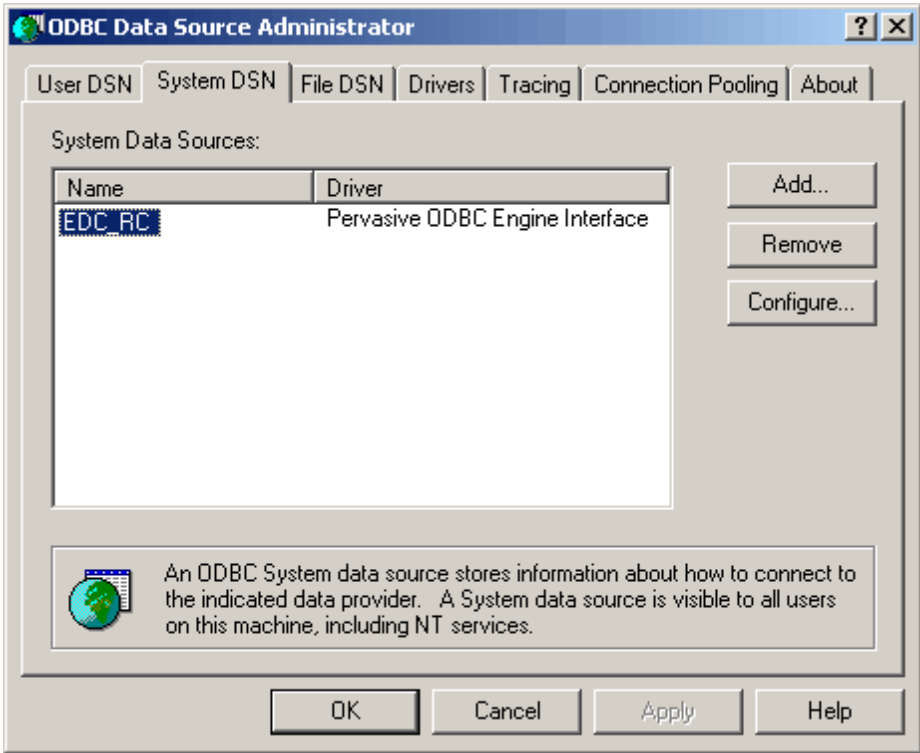 ODBC Data Source Administrator
User DSN System DSN File DSN Drivers Tracing Connection Pooling About
System Data Sources:
Name Driver
EDC_RC Pervasive ODBC Engine Interface
Add...
Remove
Configure...
An ODBC System data source stores information about how to connect to
the indicated data provider. A System data source is visible to all users
on this machine, including NT services.
OK Cancel Apply Help